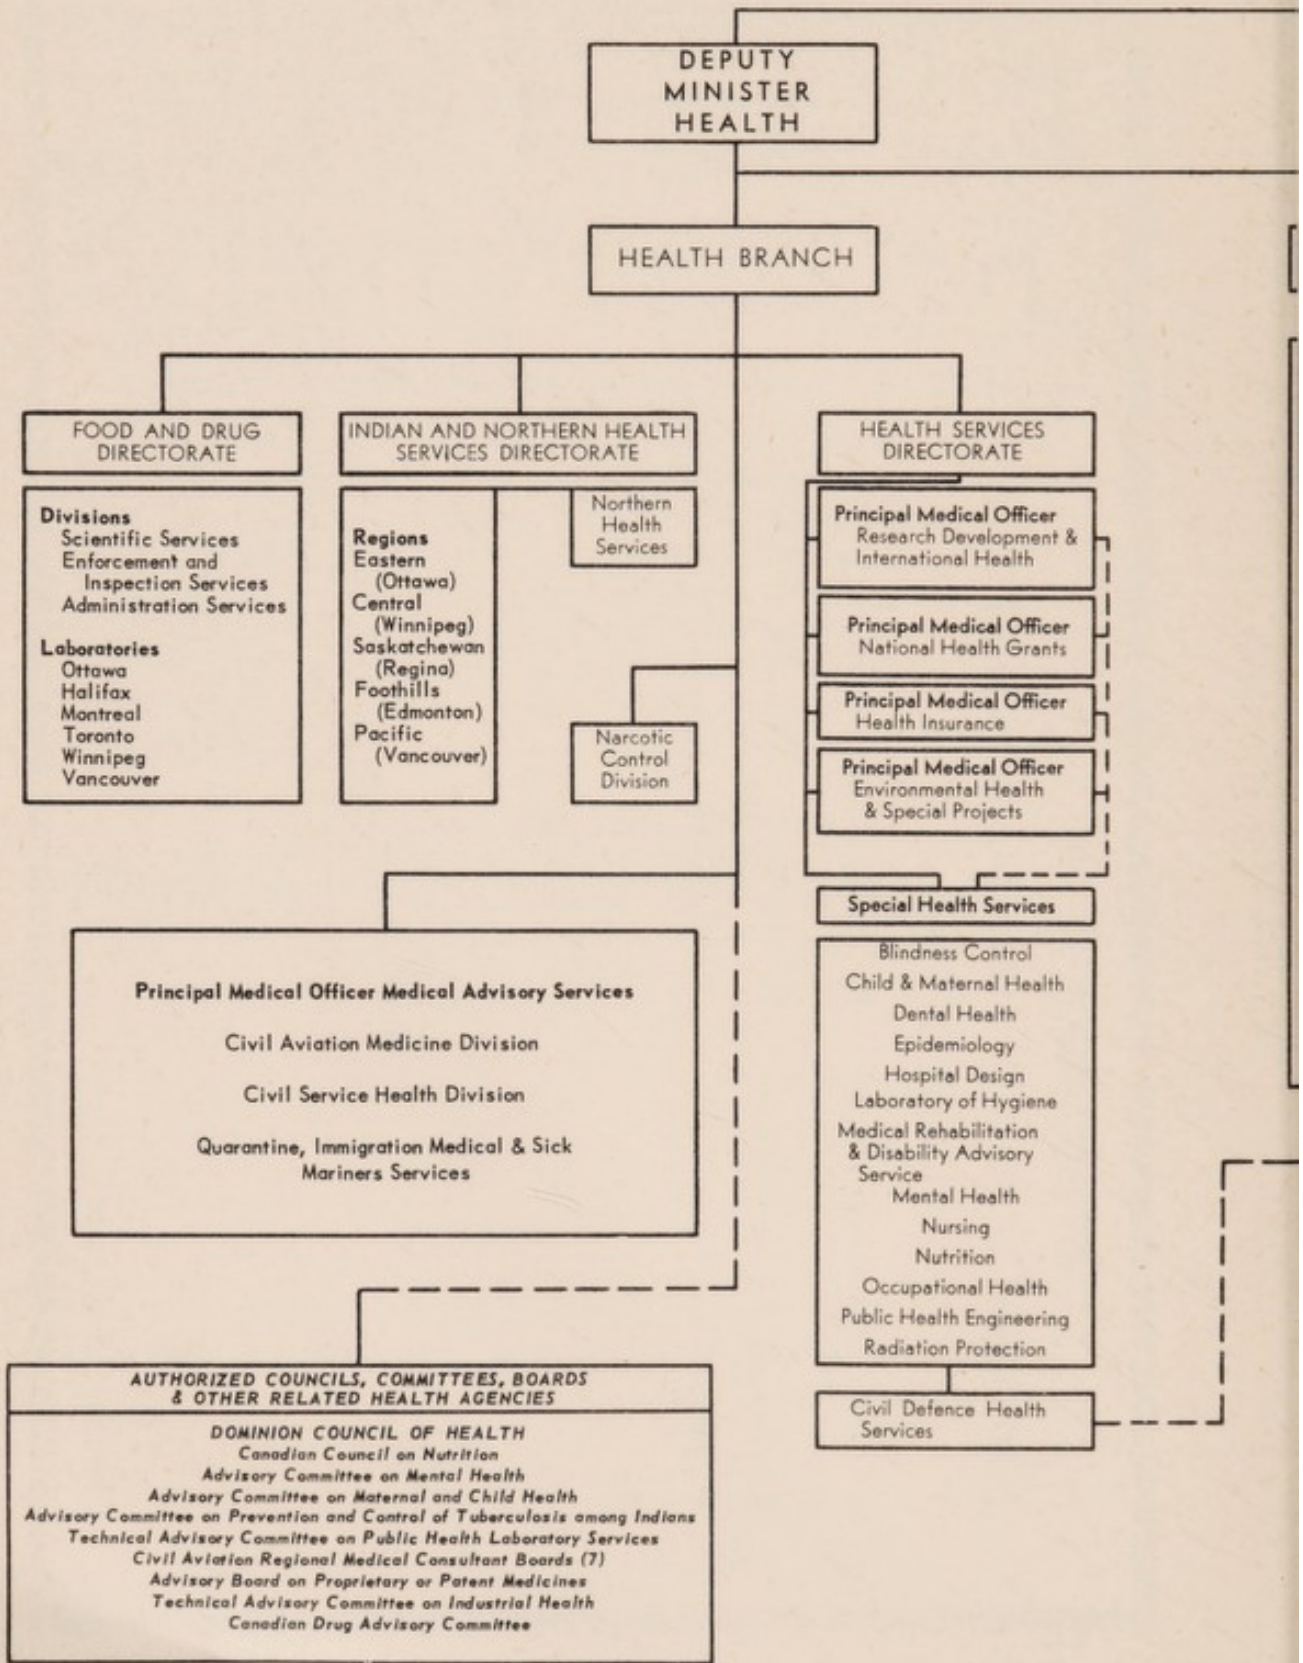 DEPUTY
MINISTER
HEALTH
HEALTH BRANCH
FOOD AND DRUG
DIRECTORATE
Divisions
Scientific Services
Enforcement and
Inspection Services
Administration Services
Laboratories
Ottawa
Halifax
Montreal
Toronto
Winnipeg
Vancouver
INDIAN AND NORTHERN HEALTH
SERVICES DIRECTORATE
Regions
Eastern
(Ottawa)
Central
(Winnipeg)
Saskatchewan
(Regina)
Foothills
(Edmonton)
Pacific
(Vancouver)
Northern
Health
Services
Narcotic
Control
Division
HEALTH SERVICES
DIRECTORATE
Principal Medical Officer
Research Development &
International Health
Principal Medical Officer
National Health Grants
Principal Medical Officer
Health Insurance
Principal Medical Officer
Environmental Health
& Special Projects
Special Health Services
Blindness Control
Child & Maternal Health
Dental Health
Epidemiology
Hospital Design
Laboratory of Hygiene
Medical Rehabilitation
& Disability Advisory
Service
Mental Health
Nursing
Nutrition
Occupational Health
Public Health Engineering
Radiation Protection
Civil Defence Health
Services
Principal Medical Officer Medical Advisory Services
Civil Aviation Medicine Division
Civil Service Health Division
Quarantine, Immigration Medical & Sick
Mariners Services
AUTHORIZED COUNCILS, COMMITTEES, BOARDS
& OTHER RELATED HEALTH AGENCIES
DOMINION COUNCIL OF HEALTH
Canadian Council on Nutrition
Advisory Committee on Mental Health
Advisory Committee on Maternal and Child Health
Advisory Committee on Prevention and Control of Tuberculosis among Indians
Technical Advisory Committee on Public Health Laboratory Services
Civil Aviation Regional Medical Consultant Boards (7)
Advisory Board on Proprietary or Patent Medicines
Technical Advisory Committee on Industrial Health
Canadian Drug Advisory Committee